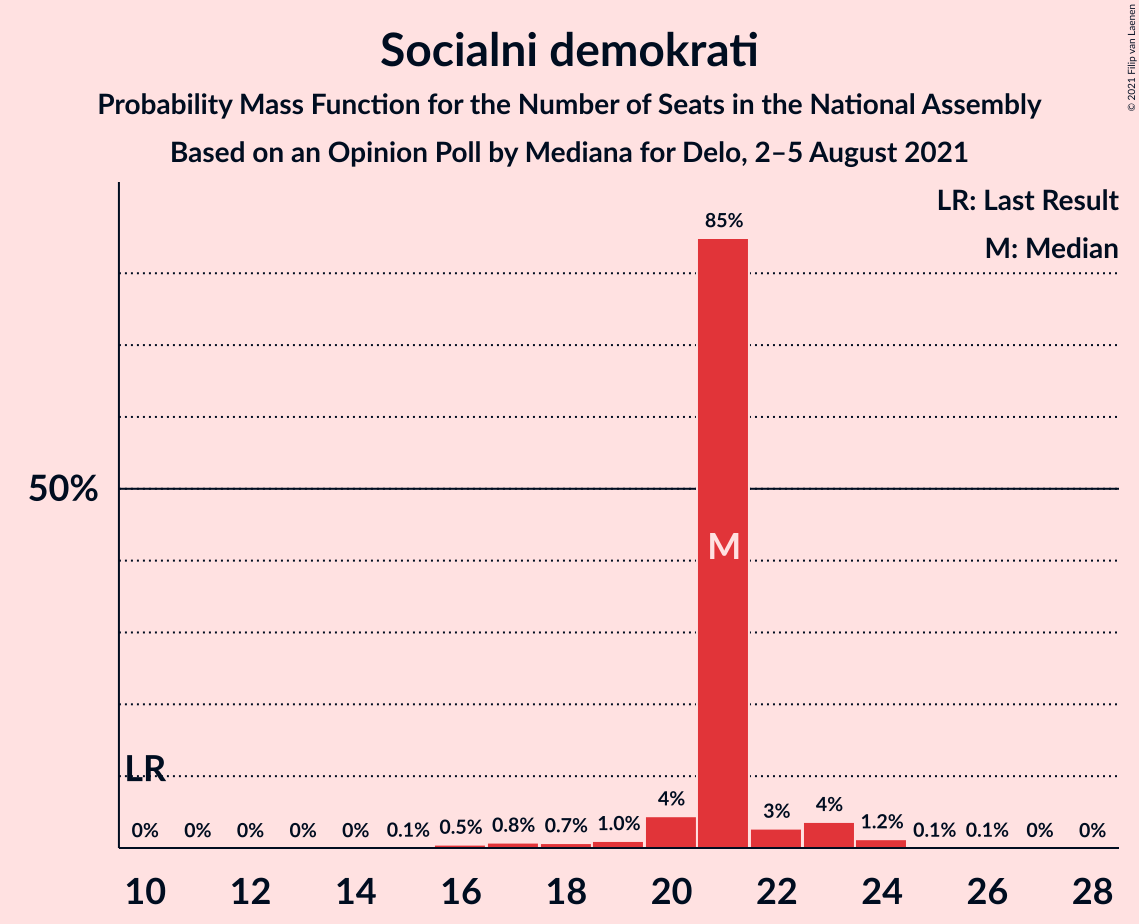 Socialni demokrati
Probability Mass Function for the Number of Seats in the National Assembly
Based on an Opinion Poll by Mediana for Delo, 2–5 August 2021
© 2021 Filip van Laenen
LR: Last Result
M: Median
85%
50%
M
LR
0% 0% 0% 0% 0% 0.1% 0.5% 0.8% 0.7% 1.0% 4% 3% 4% 1.2% 0.1% 0.1% 0% 0%
10 12 14 16 18 20 22 24 26 28